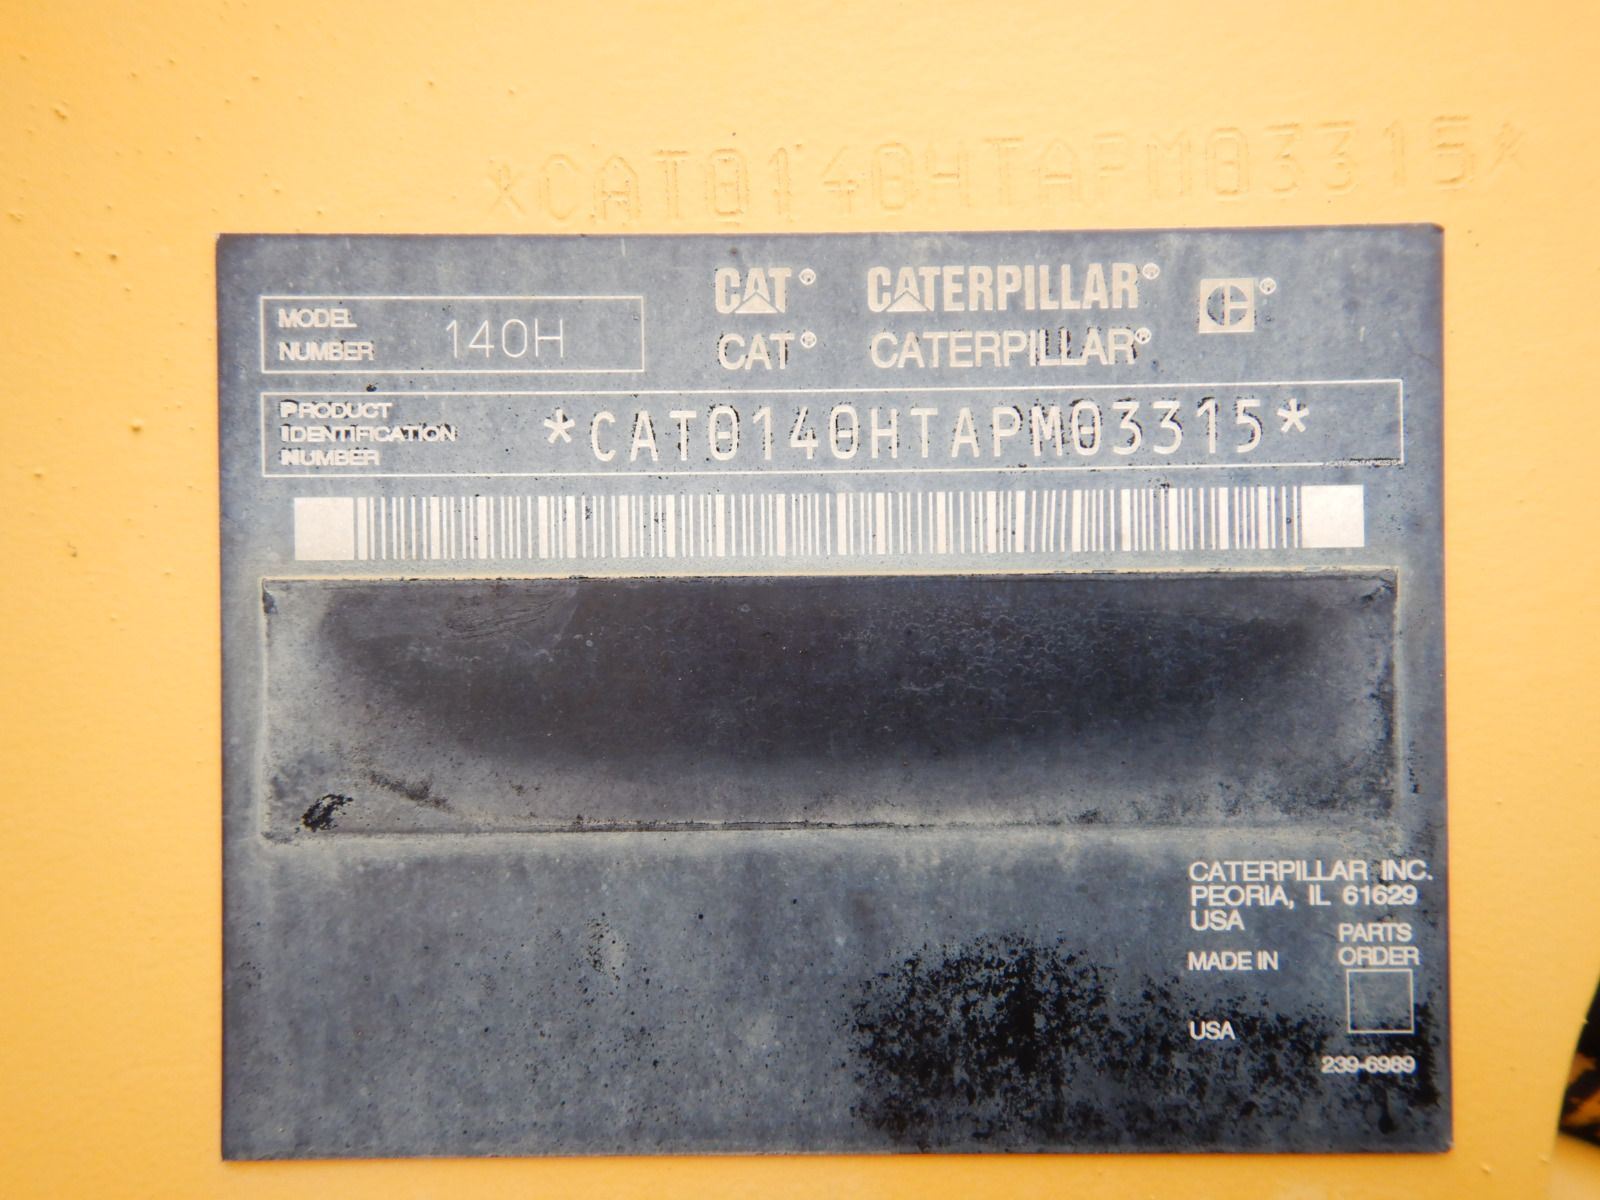 *CAT0140HTAPM03315*
MODEL NUMBER 140H
CAT® CATERPILLAR® ®
CAT® CATERPILLAR®
PRODUCT IDENTIFICATION NUMBER *CAT0140HTAPM03315*
*CAT0140HTAPM03315*
CATERPILLAR INC.
PEORIA, IL 61629
USA
PARTS
ORDER
MADE IN
USA
239-6989